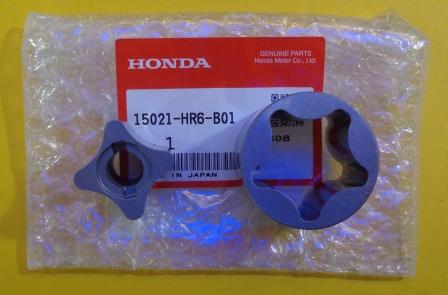 HONDA
GENUINE PARTS
Honda Motor Co., Ltd.
15021-HR6-B01
1
IN JAPAN